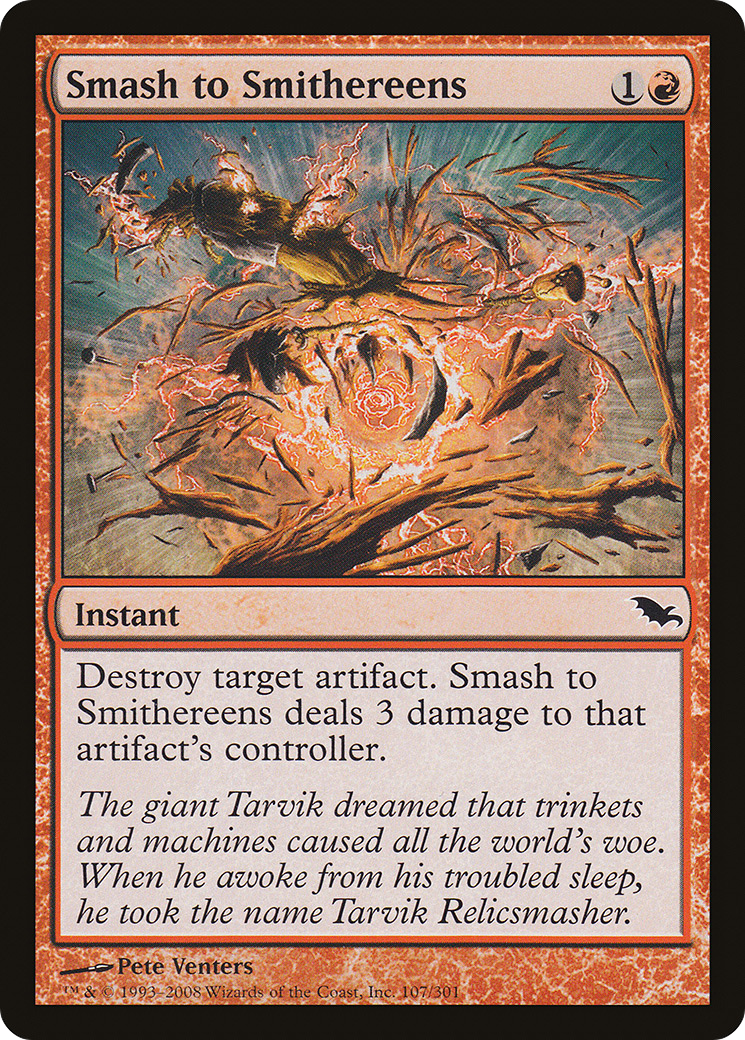 Smash to Smithereens 1
Instant
Destroy target artifact. Smash to
Smithereens deals 3 damage to that
artifact's controller.
The giant Tarvik dreamed that trinkets
and machines caused all the world's woe.
When he awoke from his troubled sleep,
he took the name Tarvik Relicsmasher.
Pete Venters
™ & © 1993–2008 Wizards of the Coast, Inc. 107/301